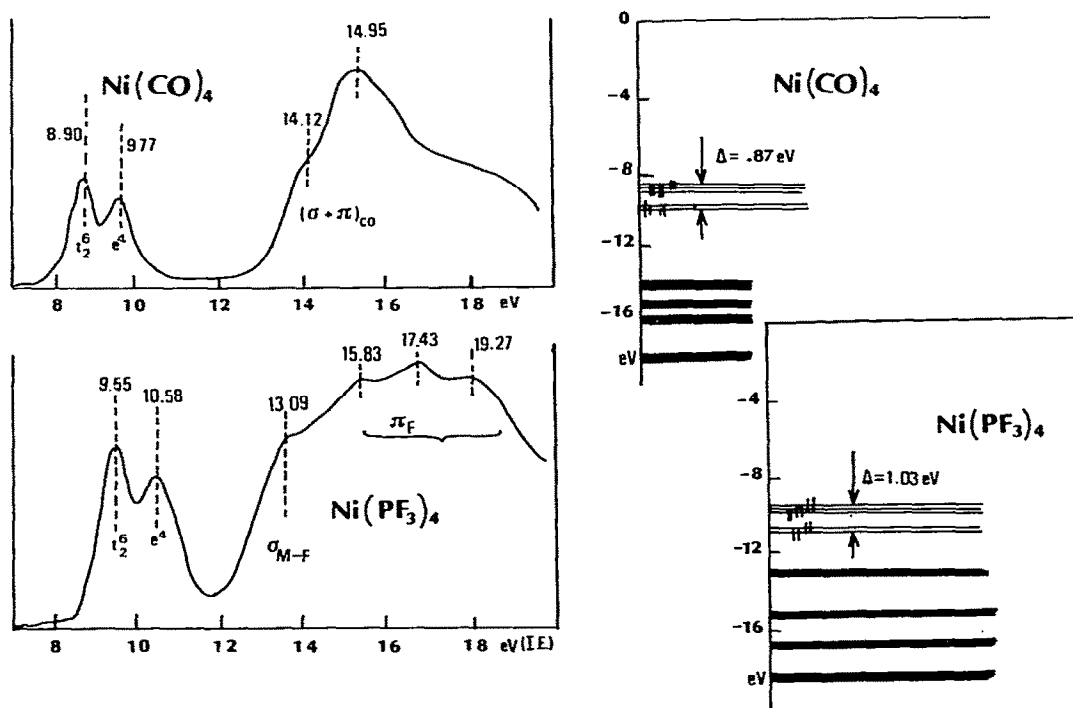 14.95
Ni(CO)4
14.12
8.90
9.77
(σ + π)CO
t2^6
e^4
8 10 12 14 16 18 eV
9.55
10.58
13.09
15.83
17.43
19.27
πF
Ni(PF3)4
σM-F
t2^6
e^4
8 10 12 14 16 18 eV(I.E.)
0
Ni(CO)4
-4
Δ= .87 eV
-8
-12
-16
eV
-4
Ni(PF3)4
-8
Δ=1.03 eV
-12
-16
eV